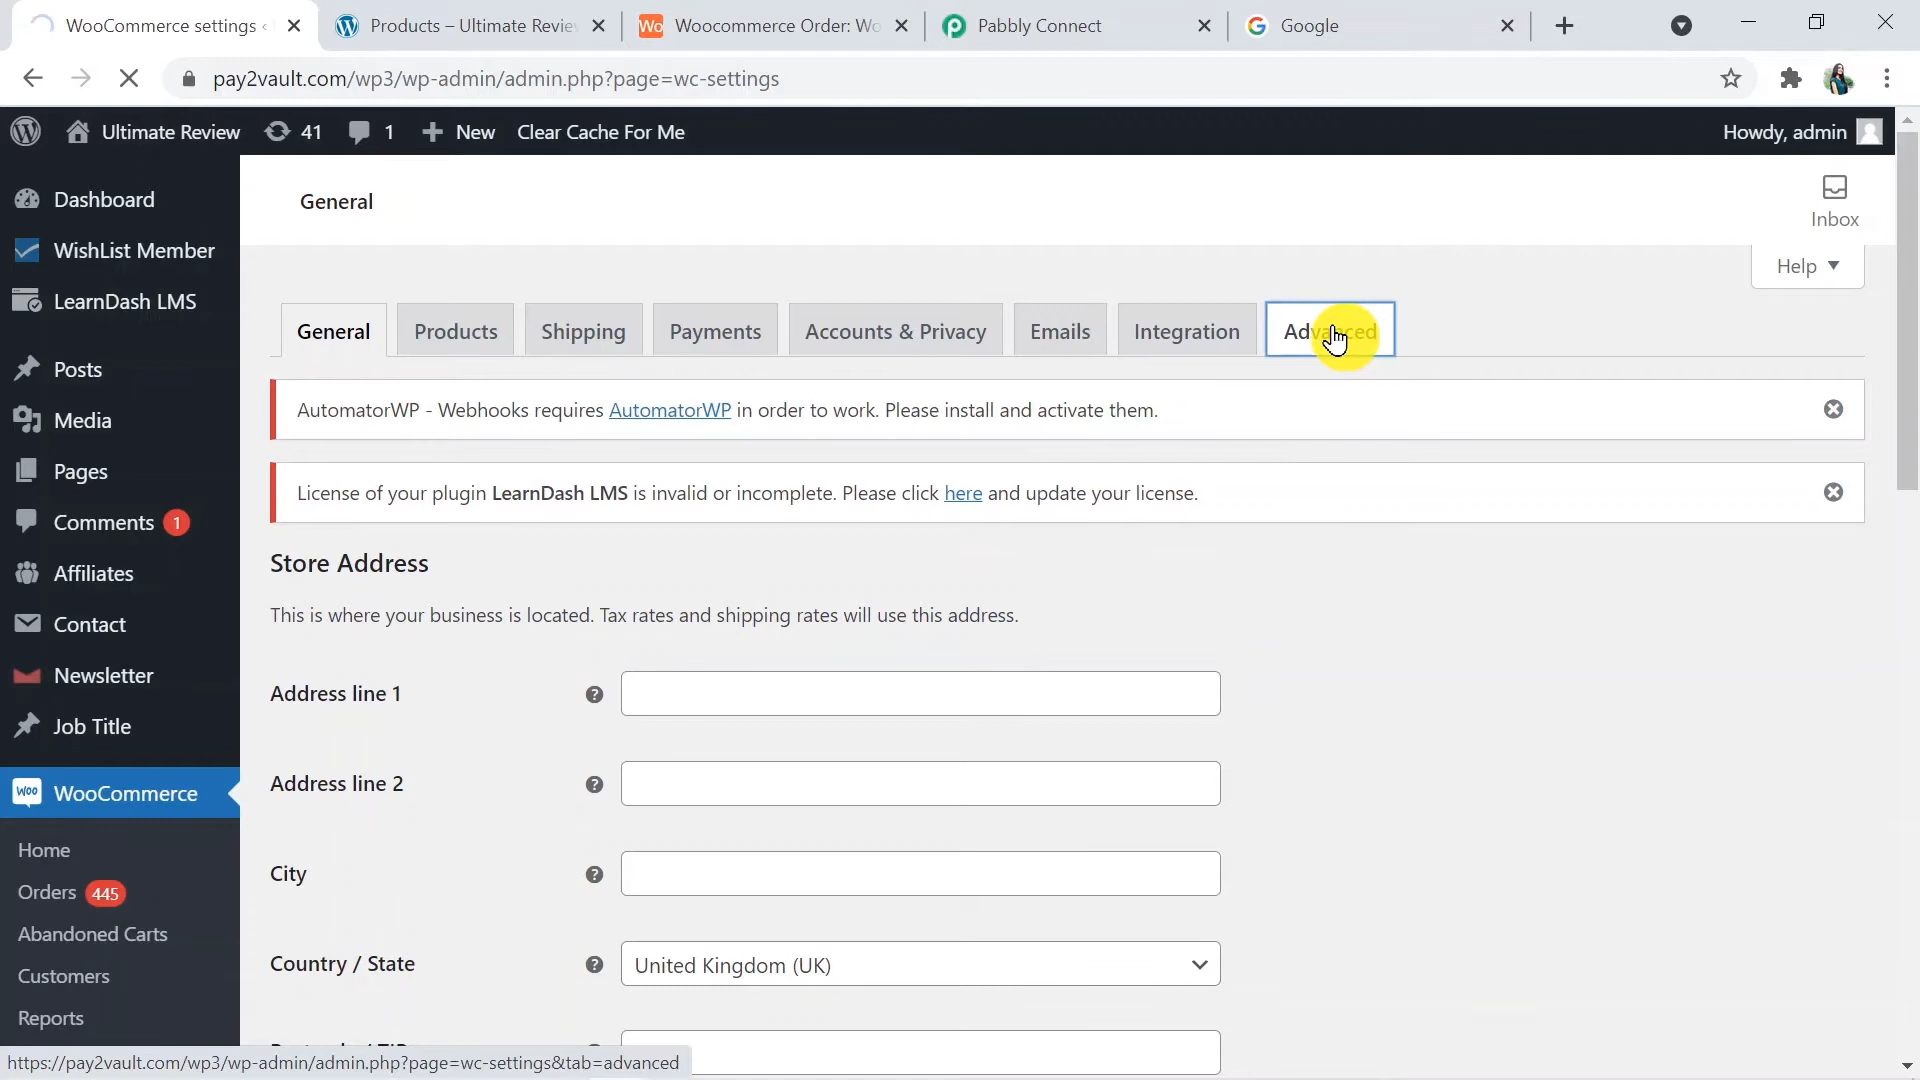 WooCommerce settings ‹
Products – Ultimate Revie
Woocommerce Order: Wo
Pabbly Connect
Google
pay2vault.com/wp3/wp-admin/admin.php?page=wc-settings
Ultimate Review
41
1
New
Clear Cache For Me
Howdy, admin
Dashboard
WishList Member
LearnDash LMS
Posts
Media
Pages
Comments 1
Affiliates
Contact
Newsletter
Job Title
WooCommerce
Home
Orders 445
Abandoned Carts
Customers
Reports
General
Inbox
Help
General
Products
Shipping
Payments
Accounts & Privacy
Emails
Integration
Advanced
AutomatorWP - Webhooks requires AutomatorWP in order to work. Please install and activate them.
License of your plugin LearnDash LMS is invalid or incomplete. Please click here and update your license.
Store Address
This is where your business is located. Tax rates and shipping rates will use this address.
Address line 1
Address line 2
City
Country / State
United Kingdom (UK)
https://pay2vault.com/wp3/wp-admin/admin.php?page=wc-settings&tab=advanced